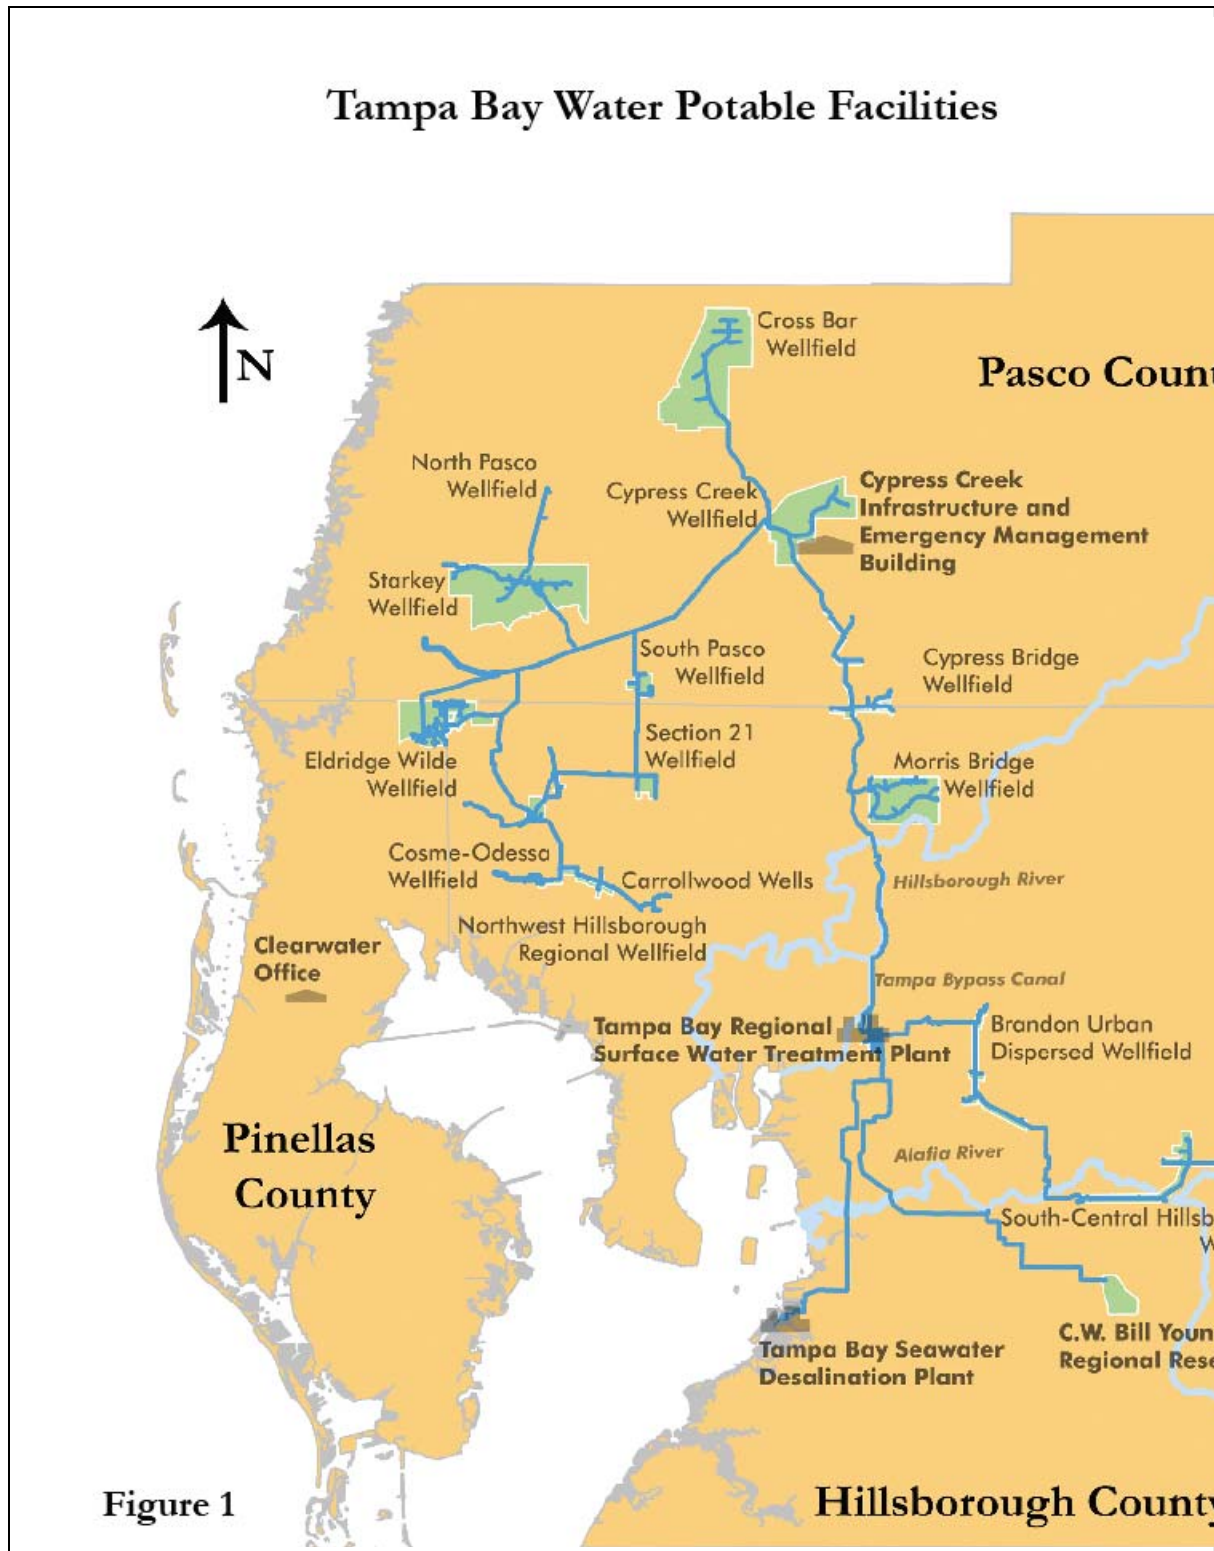 Tampa Bay Water Potable Facilities
N
Cross Bar
Wellfield
North Pasco
Wellfield
Cypress Creek
Wellfield
Cypress Creek
Infrastructure and
Emergency Management
Building
Starkey
Wellfield
South Pasco
Wellfield
Cypress Bridge
Wellfield
Section 21
Wellfield
Eldridge Wilde
Wellfield
Morris Bridge
Wellfield
Cosme-Odessa
Wellfield
Carrollwood Wells
Hillsborough River
Northwest Hillsborough
Regional Wellfield
Clearwater
Office
Tampa Bypass Canal
Tampa Bay Regional
Surface Water Treatment Plant
Brandon Urban
Dispersed Wellfield
Pinellas
County
Alafia River
South-Central
C.W. Bill
Regional
Tampa Bay Seawater
Desalination Plant
Pasco
Figure 1
Hillsborough County